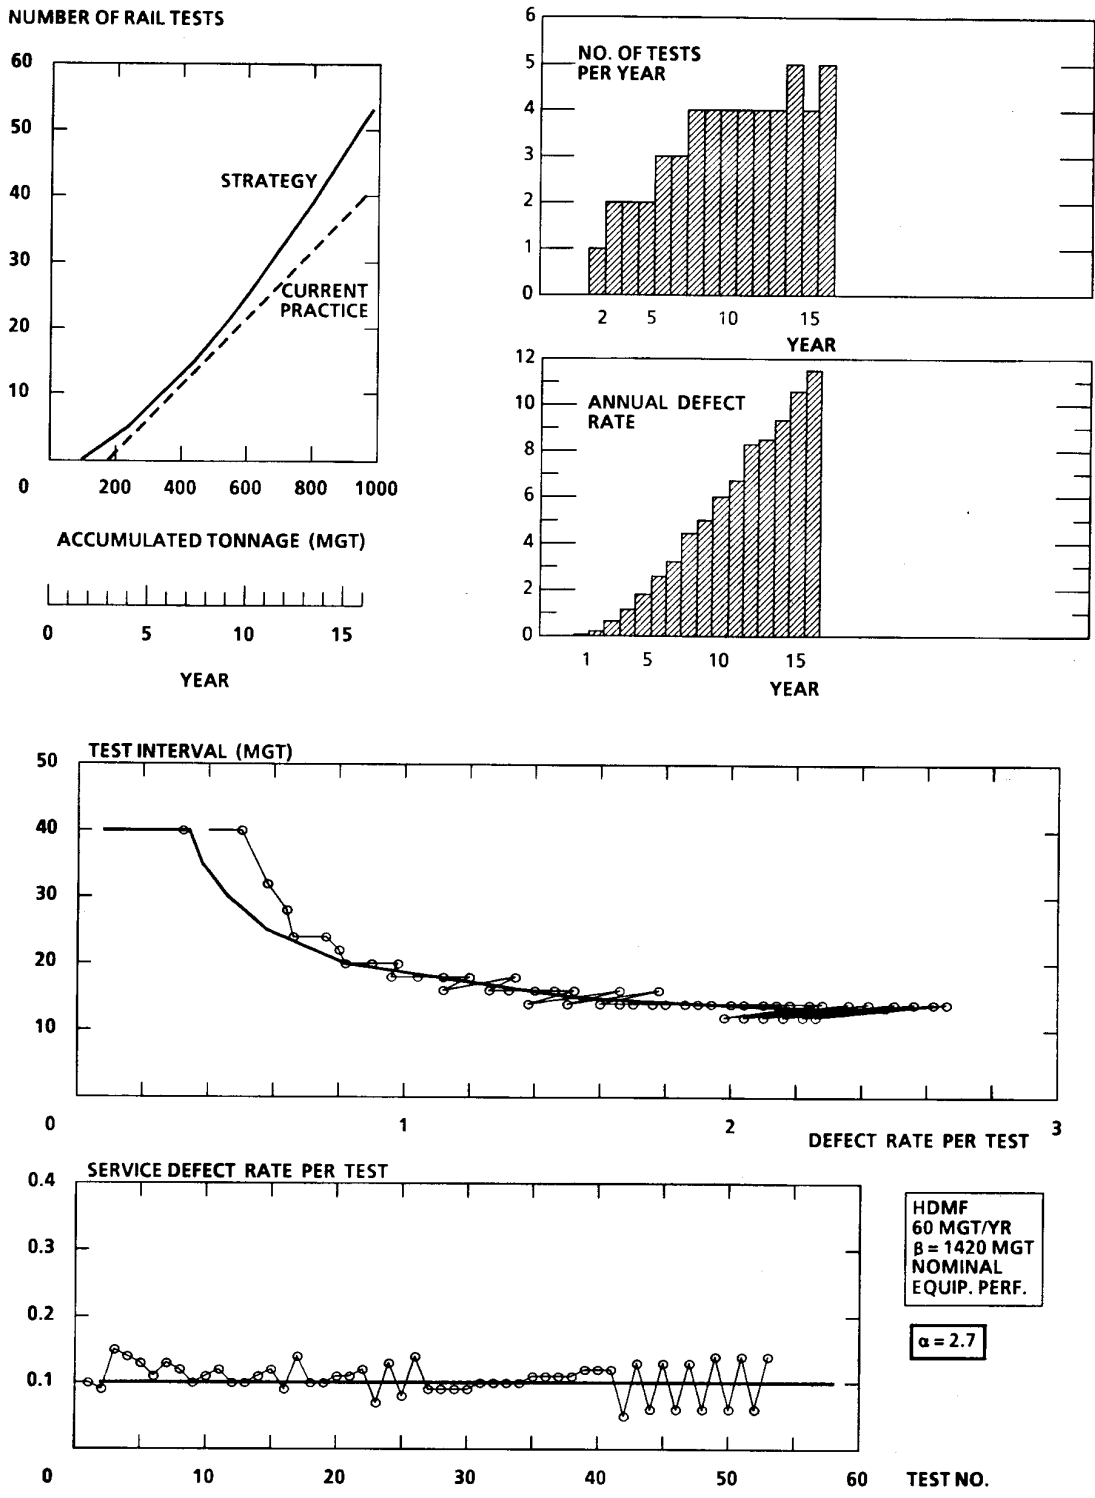 NUMBER OF RAIL TESTS
60
50
40
30
20
10
0
STRATEGY
CURRENT
PRACTICE
200 400 600 800 1000
ACCUMULATED TONNAGE (MGT)
0 5 10 15
YEAR
6
5
4
3
2
1
0
NO. OF TESTS
PER YEAR
2 5 10 15
YEAR
12
10
8
6
4
2
0
ANNUAL DEFECT
RATE
1 5 10 15
YEAR
TEST INTERVAL (MGT)
50
40
30
20
10
0 1 2 3
DEFECT RATE PER TEST
SERVICE DEFECT RATE PER TEST
0.4
0.3
0.2
0.1
0 10 20 30 40 50 60 TEST NO.
HDMF
60 MGT/YR
β = 1420 MGT
NOMINAL
EQUIP. PERF.
α = 2.7